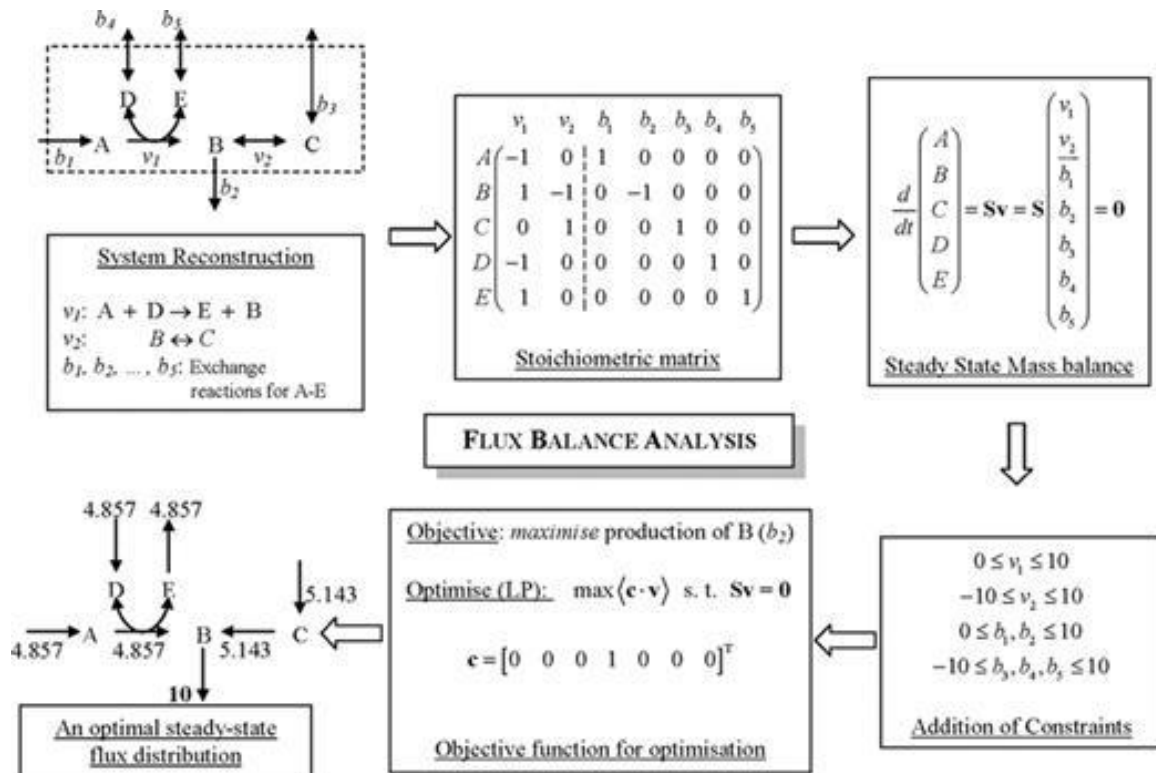 b4 b5
D E
b3
b1 A v1 B v2 C
b2
System Reconstruction
v1: A + D → E + B
v2: B ↔ C
b1, b2, ... , b5: Exchange
reactions for A-E
v1 v2 b1 b2 b3 b4 b5
A -1 0 1 0 0 0 0
B 1 -1 0 -1 0 0 0
C 0 1 0 0 1 0 0
D -1 0 0 0 0 1 0
E 1 0 0 0 0 0 1
Stoichiometric matrix
d/dt (A B C D E) = Sv = S (v1 v2 b1 b2 b3 b4 b5) = 0
Steady State Mass balance
FLUX BALANCE ANALYSIS
0 ≤ v1 ≤ 10
-10 ≤ v2 ≤ 10
0 ≤ b1, b2 ≤ 10
-10 ≤ b3, b4, b5 ≤ 10
Addition of Constraints
Objective: maximise production of B (b2)
Optimise (LP): max⟨c · v⟩ s. t. Sv = 0
c = [0 0 0 1 0 0 0]T
Objective function for optimisation
4.857 4.857
D E
5.143
A B C
4.857 4.857 5.143
10
An optimal steady-state
flux distribution